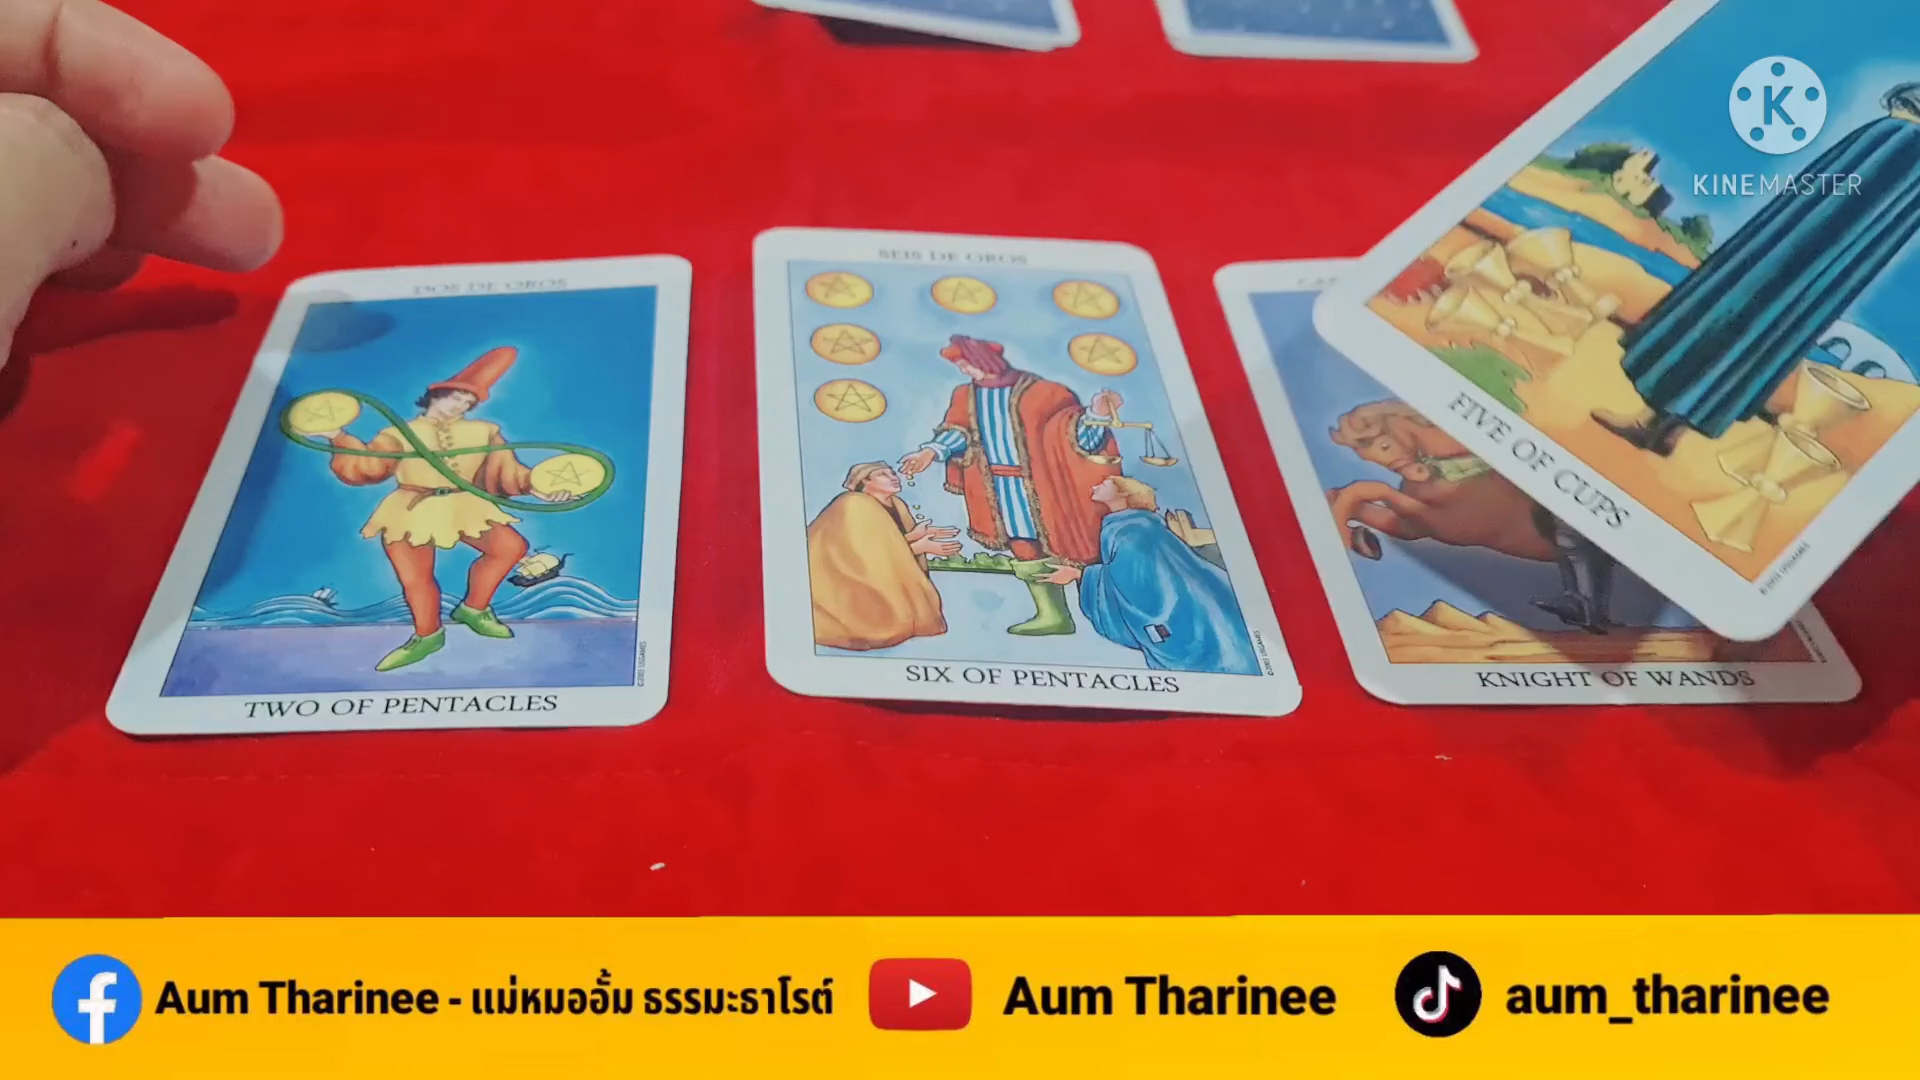 KINEMASTER
DOS DE OROS
SEIS DE OROS
FIVE OF CUPS
TWO OF PENTACLES
SIX OF PENTACLES
KNIGHT OF WANDS
Aum Tharinee - แม่หมออั้ม ธรรมะธาโรต์
Aum Tharinee
aum_tharinee